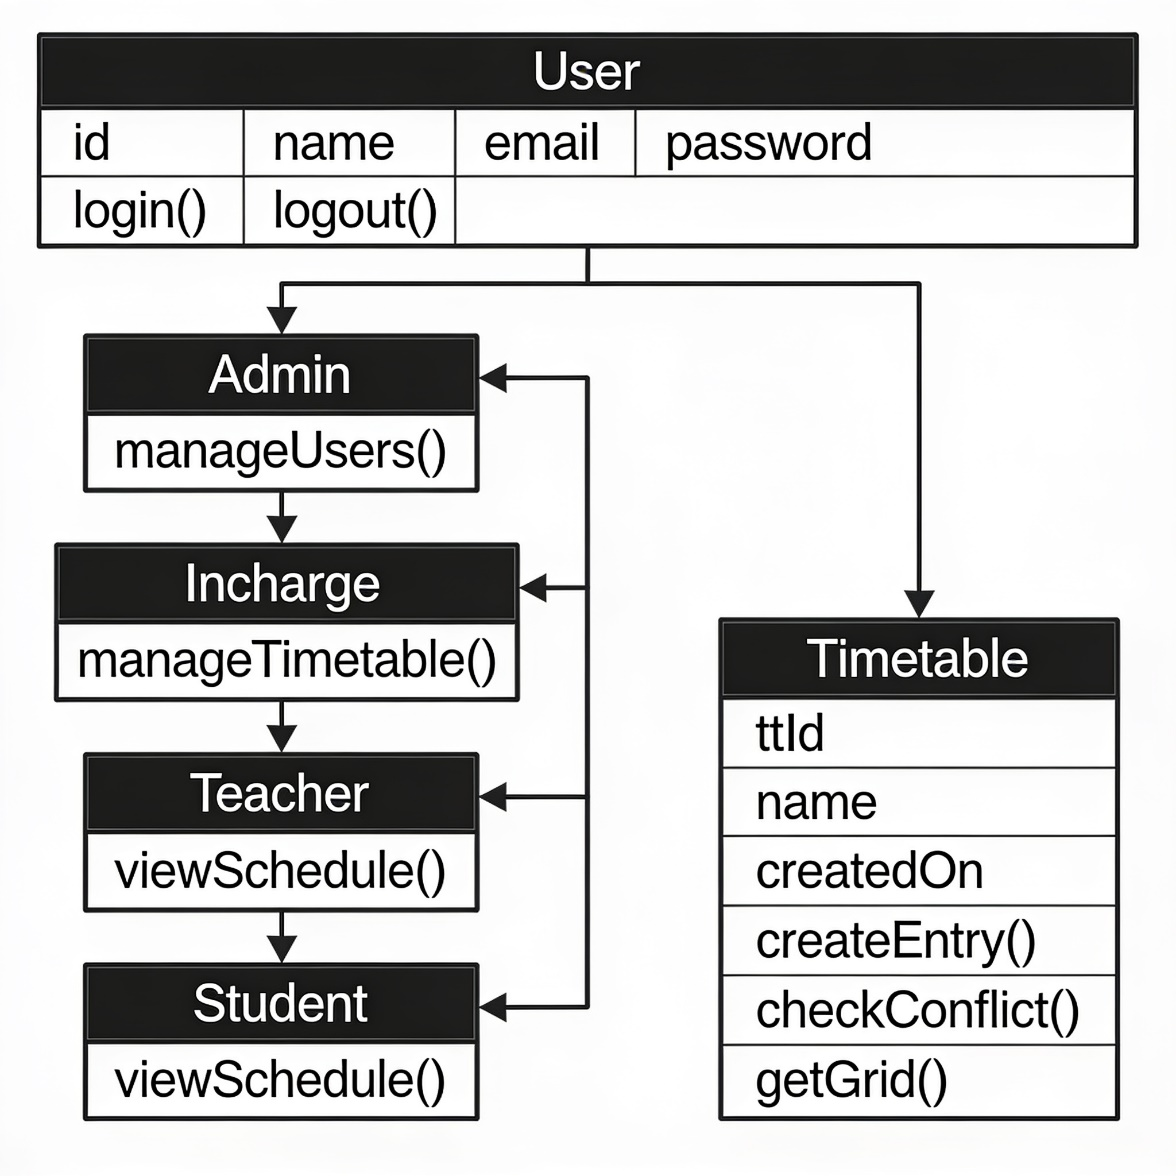 User
id name email password
login() logout()
Admin
manageUsers()
Incharge
manageTimetable()
Teacher
viewSchedule()
Student
viewSchedule()
Timetable
ttId
name
createdOn
createEntry()
checkConflict()
getGrid()